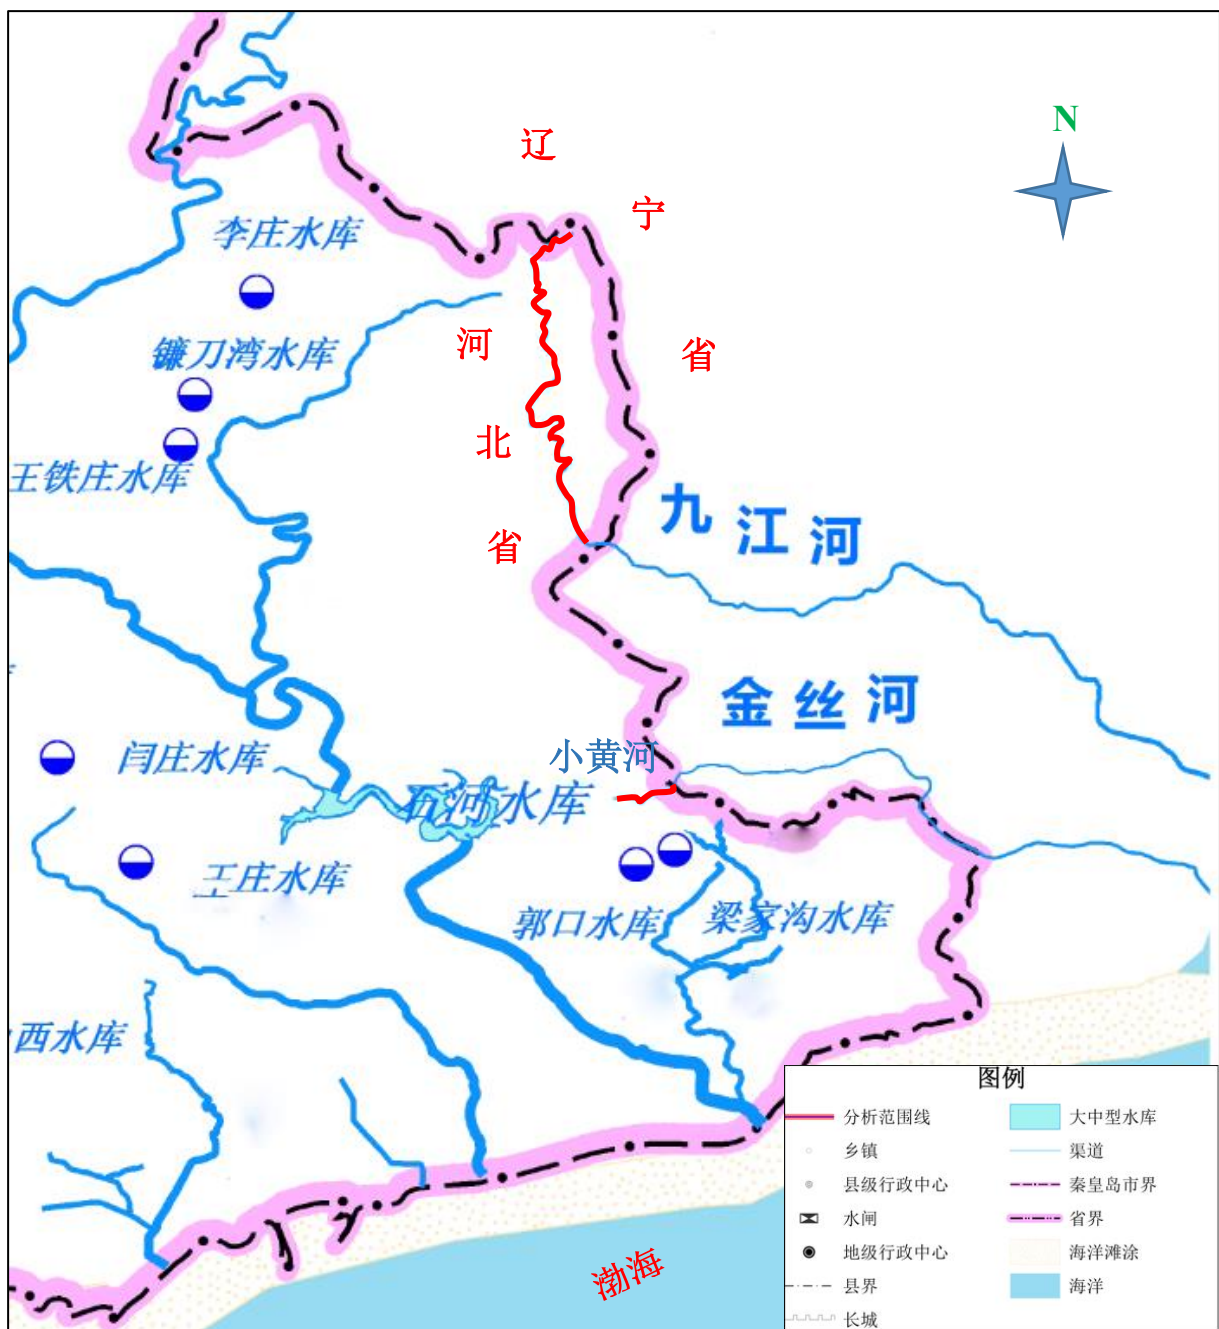 N
辽
宁
省
李庄水库
河
北
省
镰刀湾水库
王铁庄水库
九江河
金丝河
小黄河
闫庄水库
石河水库
王庄水库
郭口水库
梁家沟水库
西水库
渤海
图例
分析范围线
乡镇
县级行政中心
水闸
地级行政中心
县界
长城
大中型水库
渠道
秦皇岛市界
省界
海洋滩涂
海洋